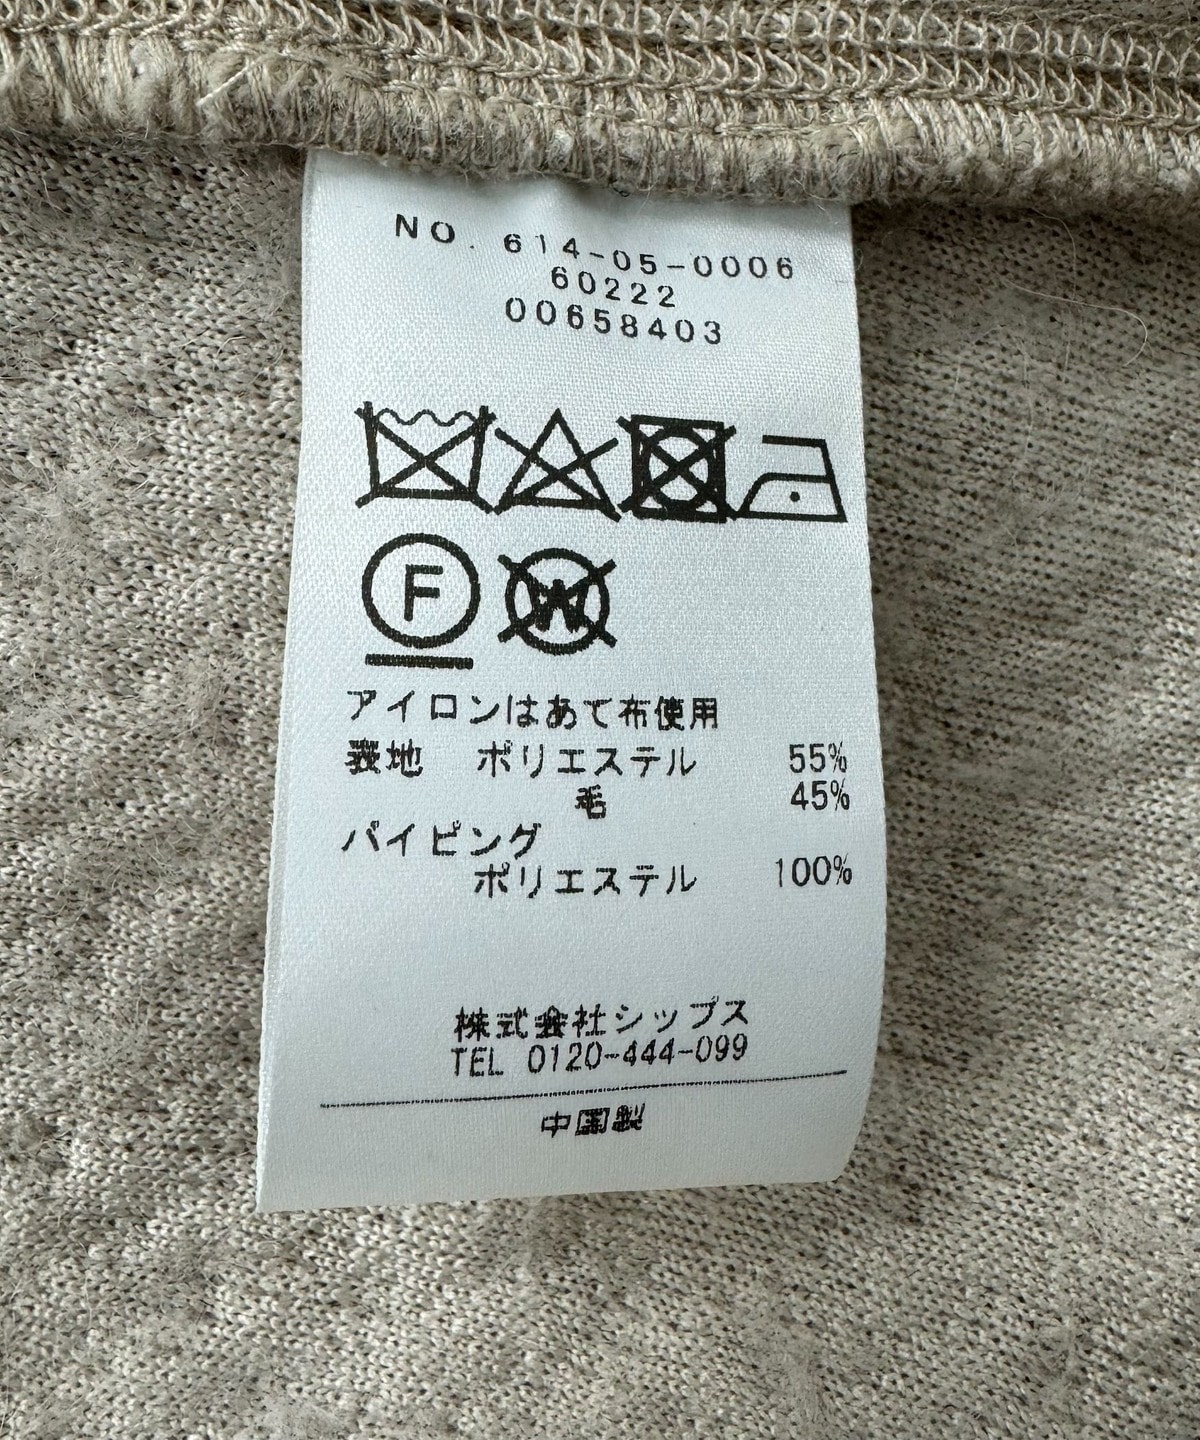 NO. 614-05-0006
60222
00658403
F W
アイロンはあて布使用
表地 ポリエステル 55%
毛 45%
パイピング
ポリエステル 100%
株式会社シップス
TEL 0120-444-099
中国製